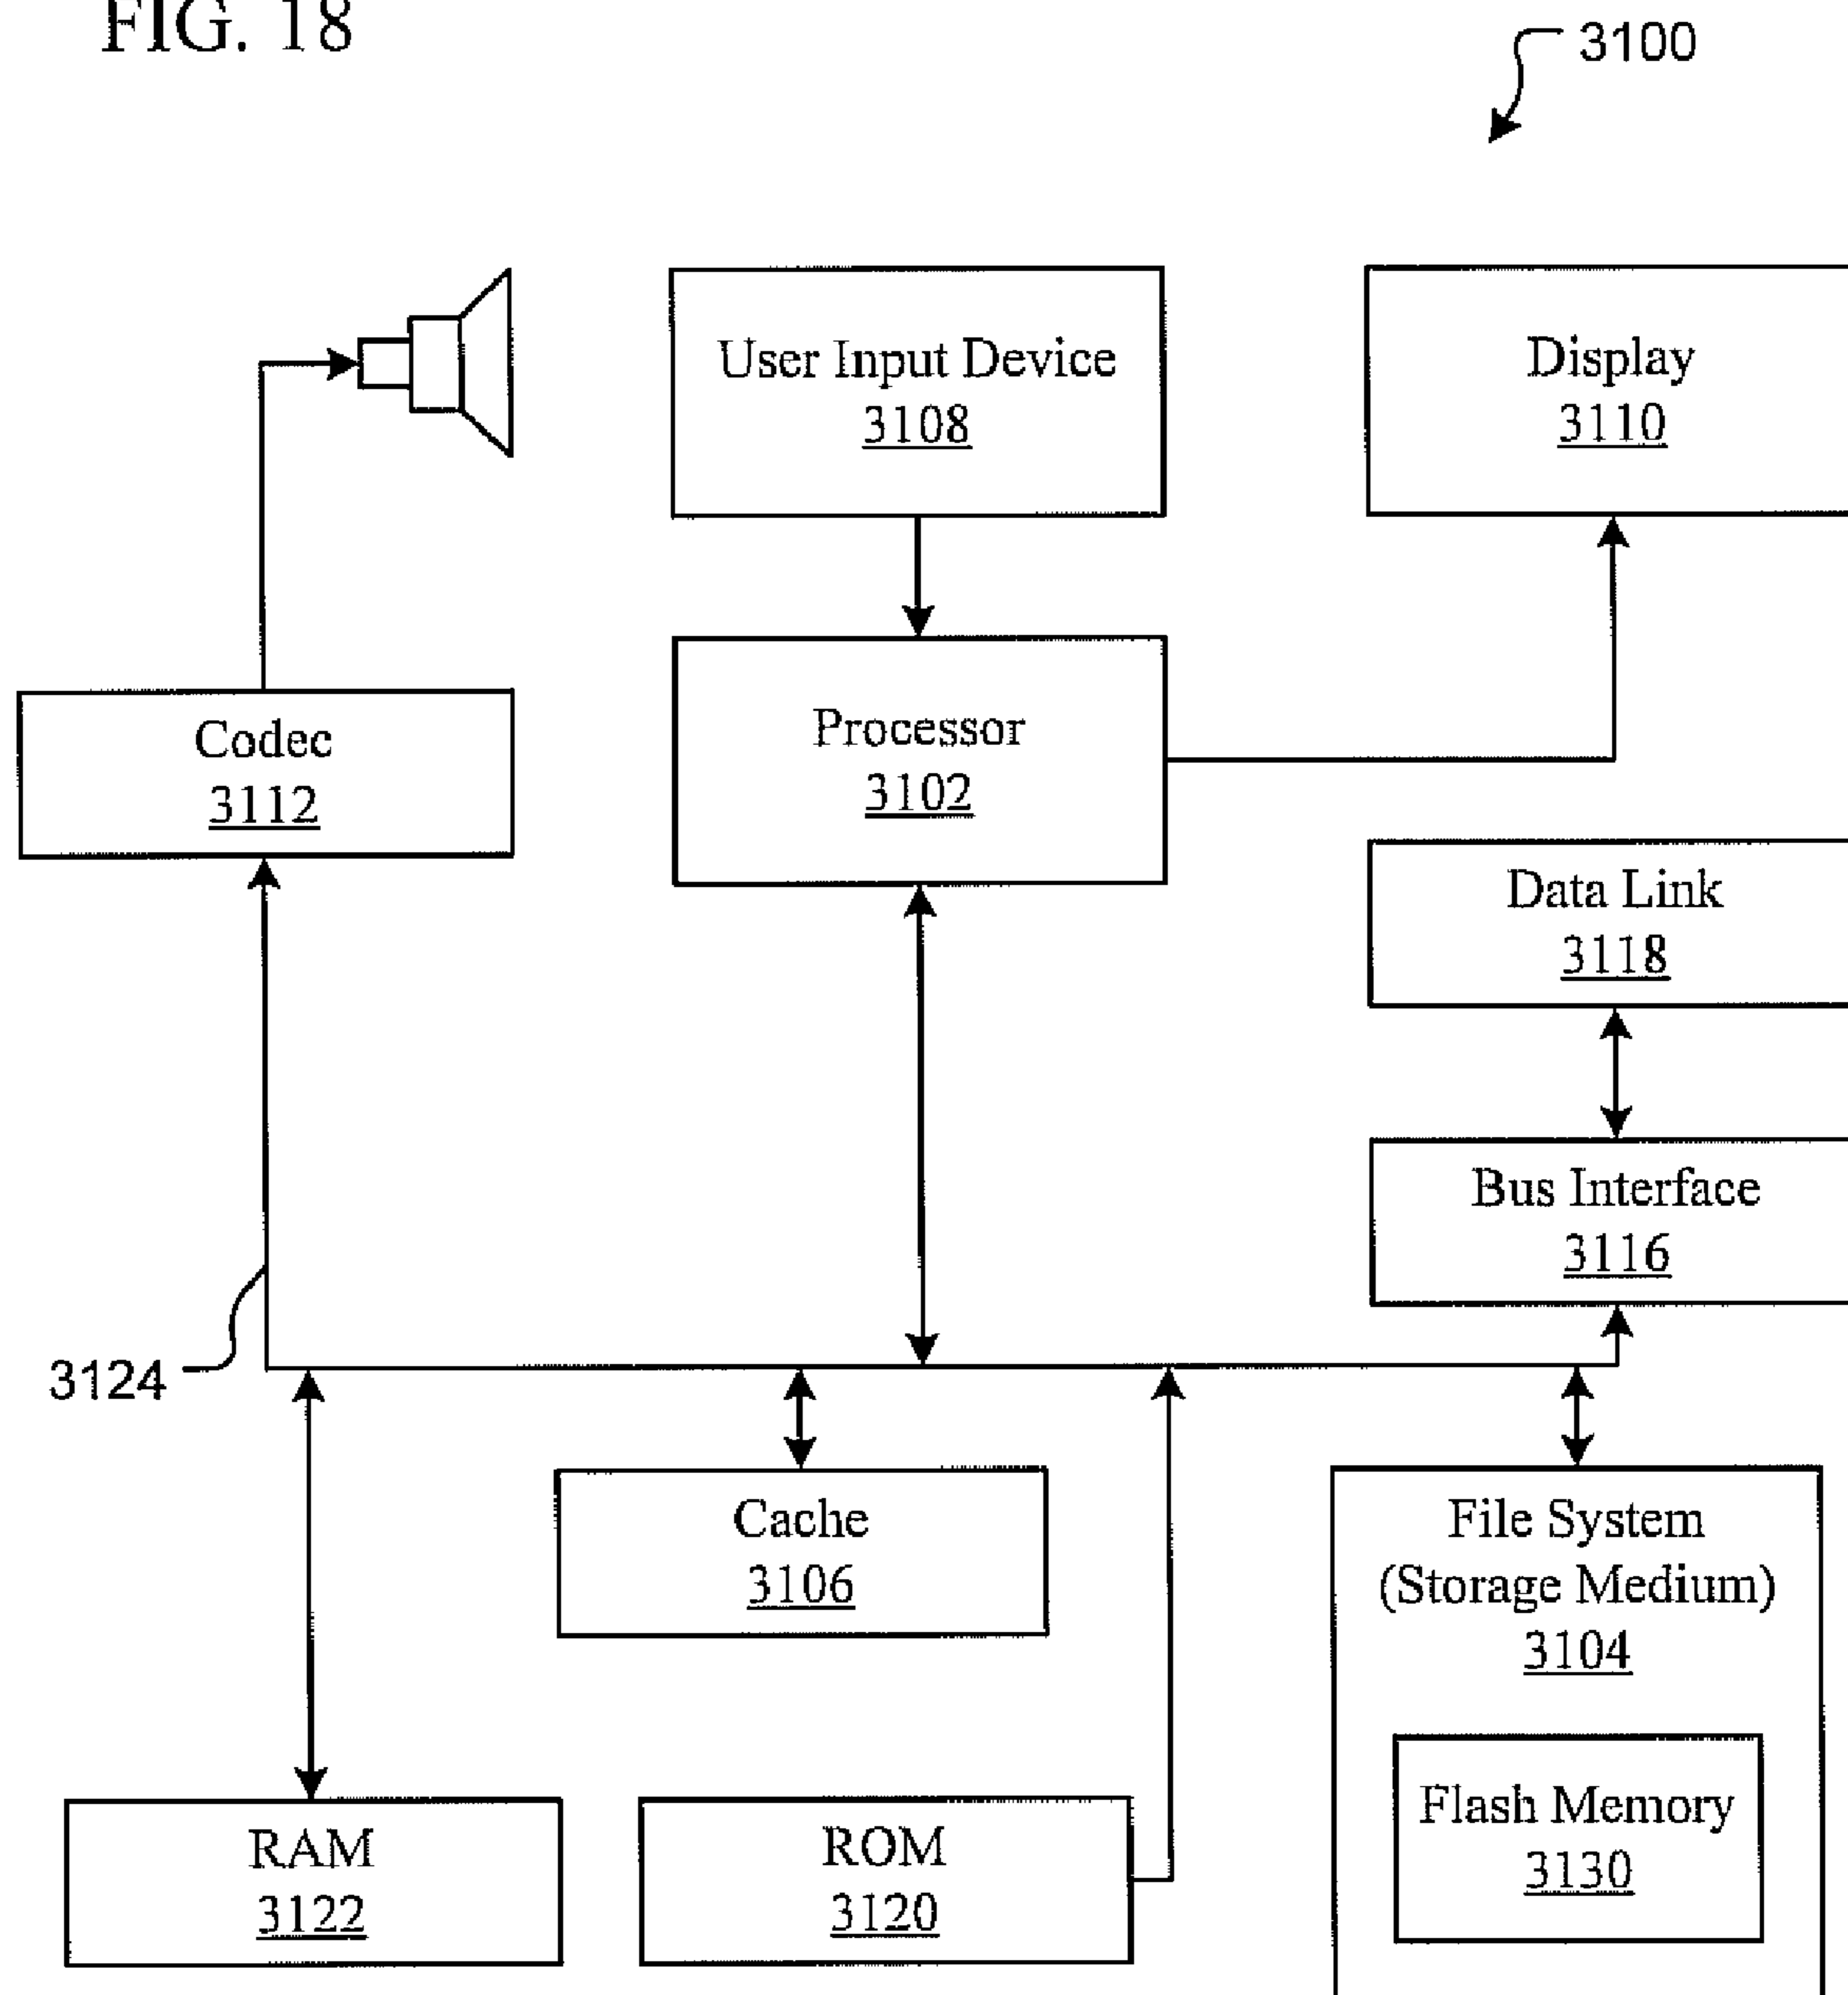 FIG. 18
3100
User Input Device
3108
Display
3110
Codec
3112
Processor
3102
Data Link
3118
Bus Interface
3116
3124
Cache
3106
File System
(Storage Medium)
3104
Flash Memory
3130
RAM
3122
ROM
3120